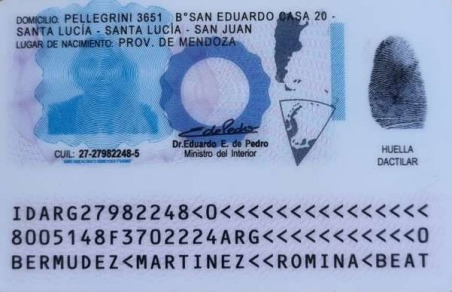 DOMICILIO: PELLEGRINI 3651 B°SAN EDUARDO CASA 20 -
SANTA LUCÍA - SANTA LUCÍA - SAN JUAN
LUGAR DE NACIMIENTO: PROV. DE MENDOZA
CUIL: 27-27982248-5
Dr. Eduardo E. de Pedro
Ministro del Interior
HUELLA
DACTILAR
IDARG27982248<0<<<<<<<<<<<<<<<
8005148F3702224ARG<<<<<<<<<<<0
BERMUDEZ<MARTINEZ<<ROMINA<BEAT